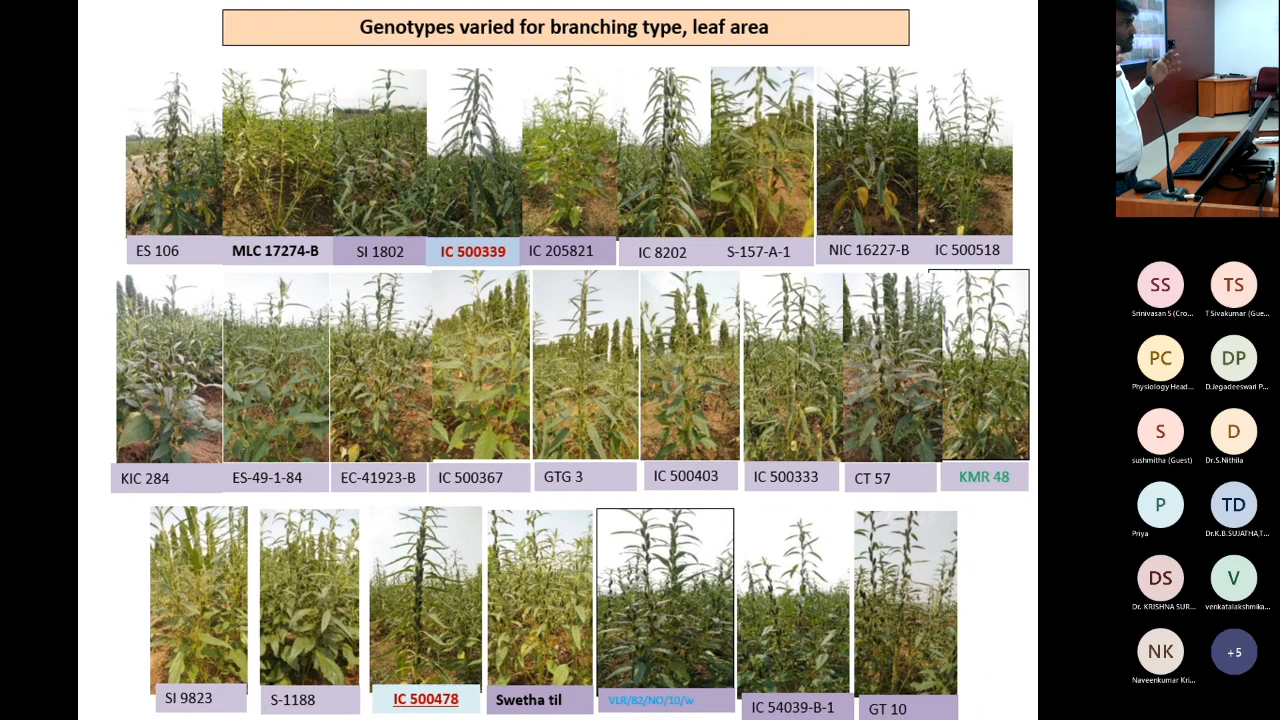 Genotypes varied for branching type, leaf area
ES 106
MLC 17274-B
SI 1802
IC 500339
IC 205821
IC 8202
S-157-A-1
NIC 16227-B
IC 500518
KIC 284
ES-49-1-84
EC-41923-B
IC 500367
GTG 3
IC 500403
IC 500333
CT 57
KMR 48
SI 9823
S-1188
IC 500478
Swetha til
VLR/82/NO/10/w
IC 54039-B-1
GT 10
SS
TS
Srinivasan S (Cro...
T Sivakumar (Gue...
PC
DP
Physiology Head...
D.Jegadeeswari P...
S
D
sushmitha (Guest)
Dr.S.Nithila
P
TD
Priya
Dr.K.B.SUJATHA,T...
DS
V
Dr. KRISHNA SUR...
venkatalakshmika...
NK
+5
Naveenkumar Kri...